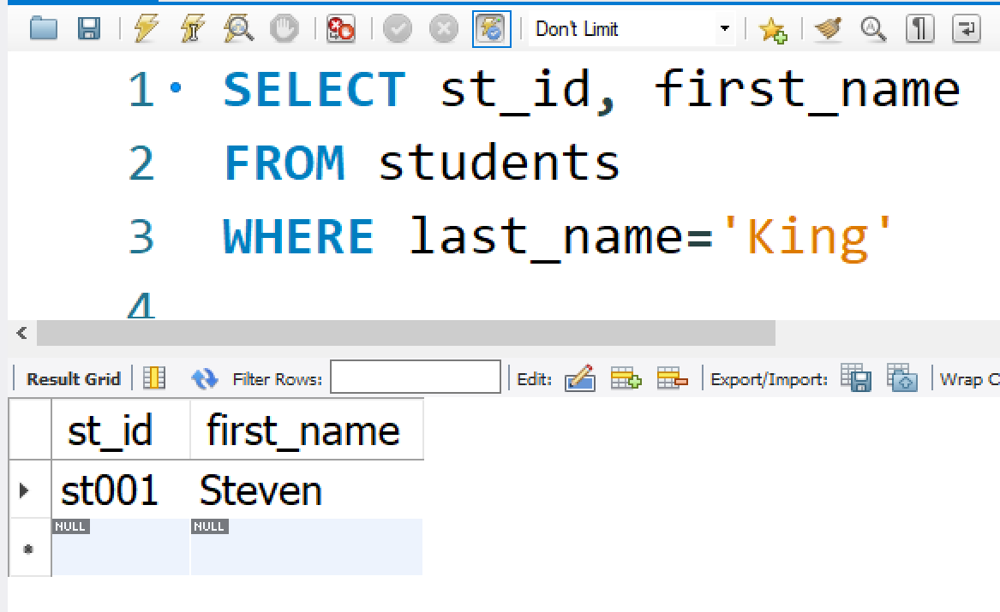 Don't Limit
1 SELECT st_id, first_name
2 FROM students
3 WHERE last_name='King'
4
Result Grid Filter Rows: Edit: Export/Import: Wrap C
st_id first_name
st001 Steven
NULL NULL